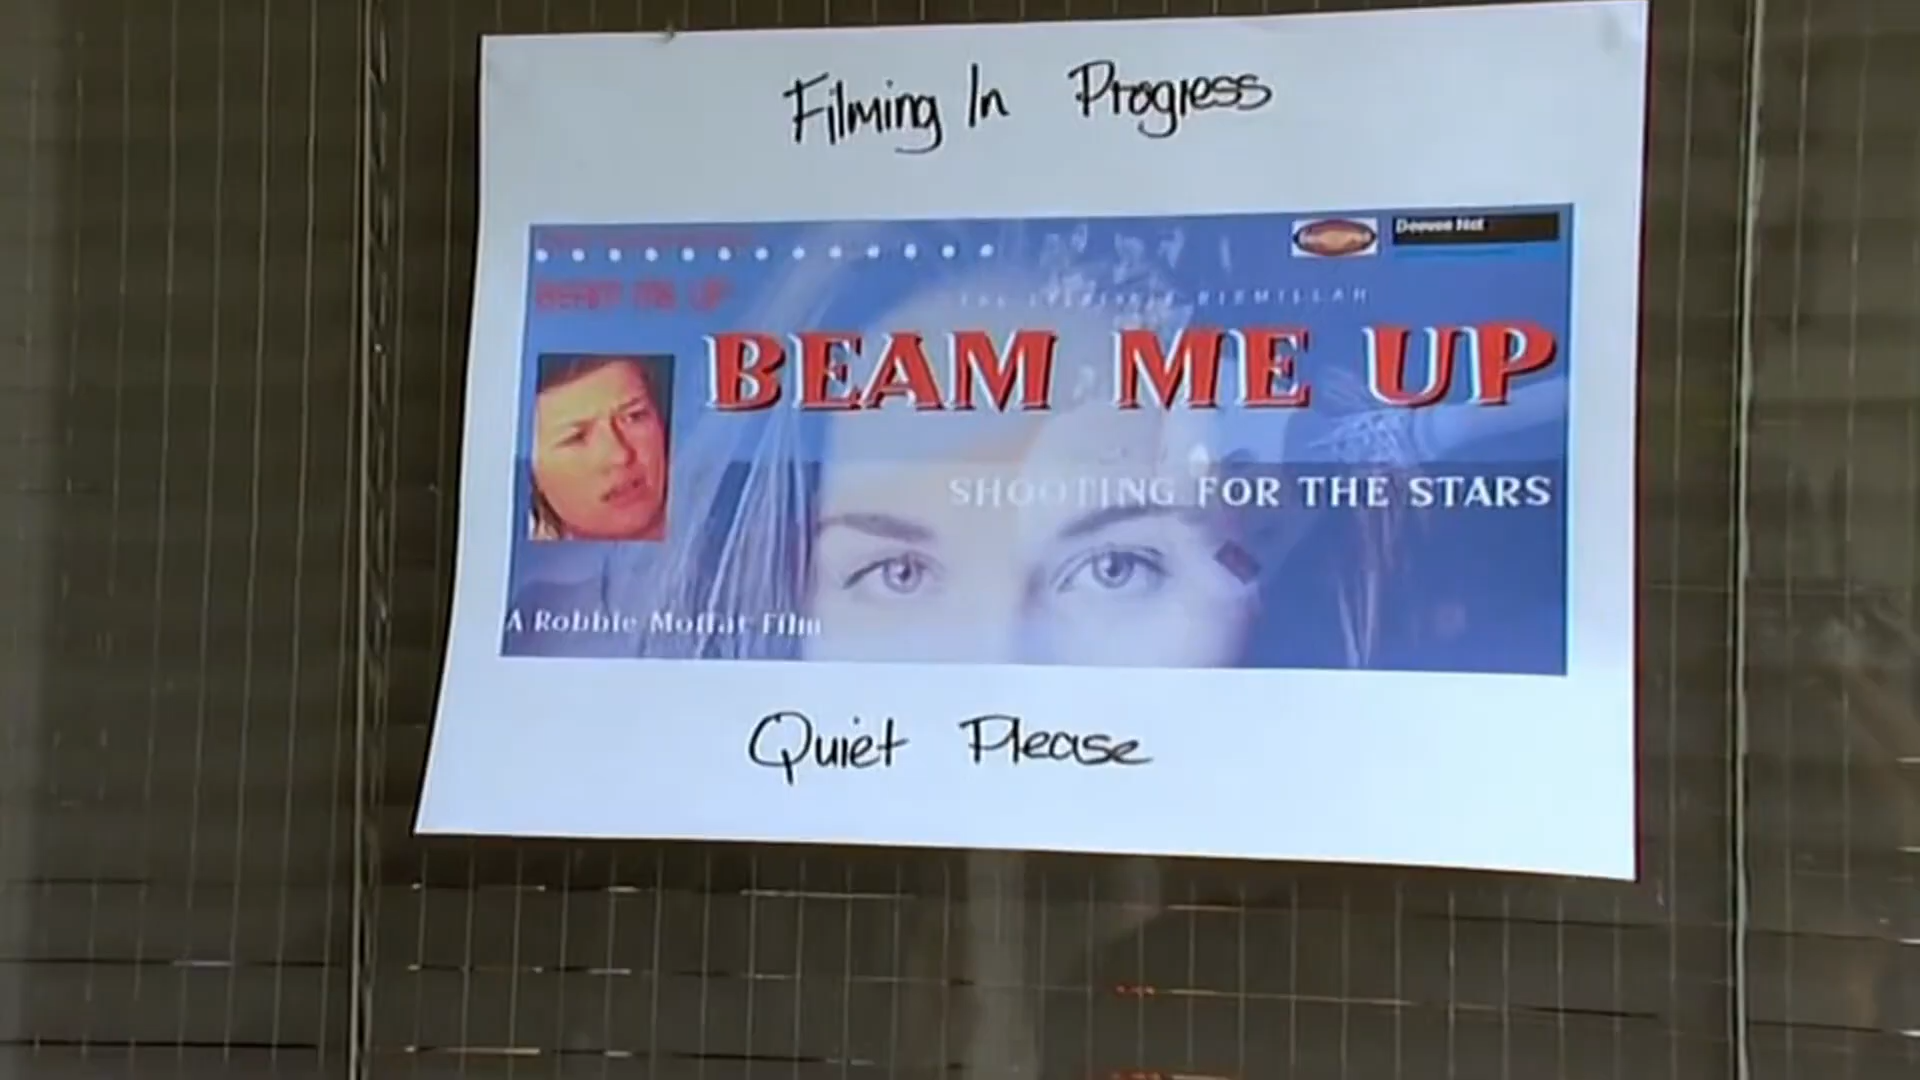 Filming In Progress
BEAM ME UP
SHOOTING FOR THE STARS
A Robbie Moffat Film
Quiet Please